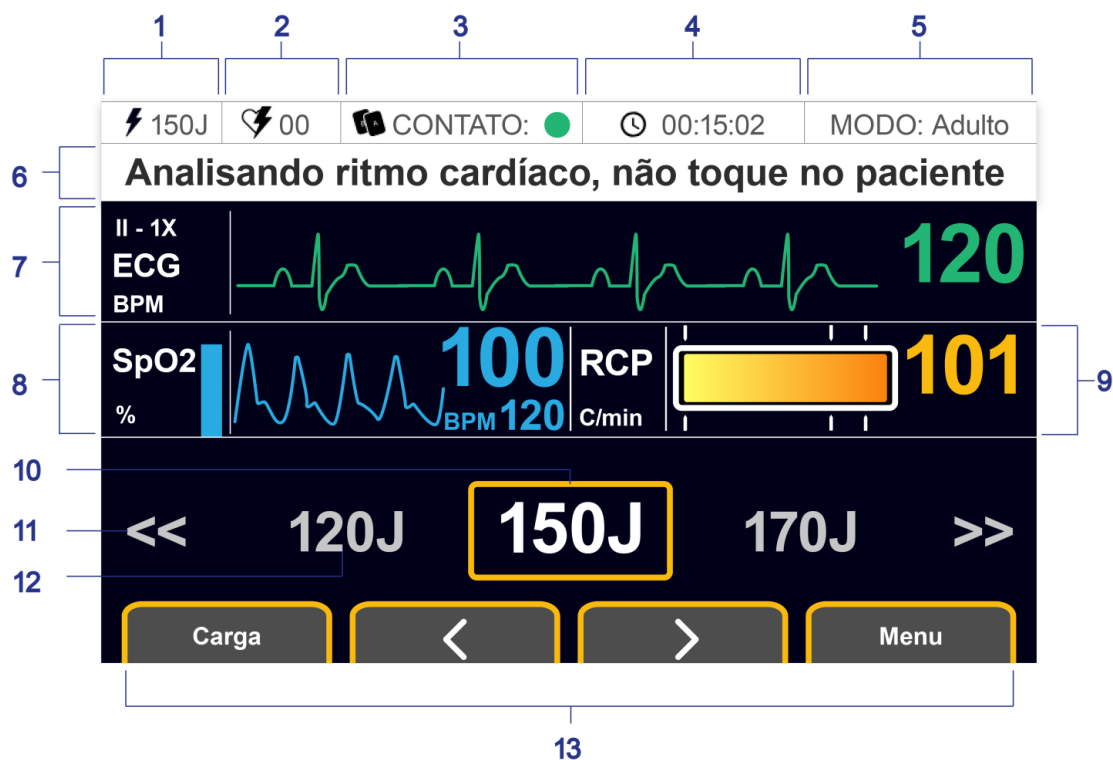 1 2 3 4 5
150J 00 CONTATO: 00:15:02 MODO: Adulto
6 Analisando ritmo cardíaco, não toque no paciente
II - 1X
7 ECG 120
BPM
SpO2 100 RCP 101
8 9
% BPM 120 C/min
10
11 << 120J 150J 170J >>
12
Carga < > Menu
13